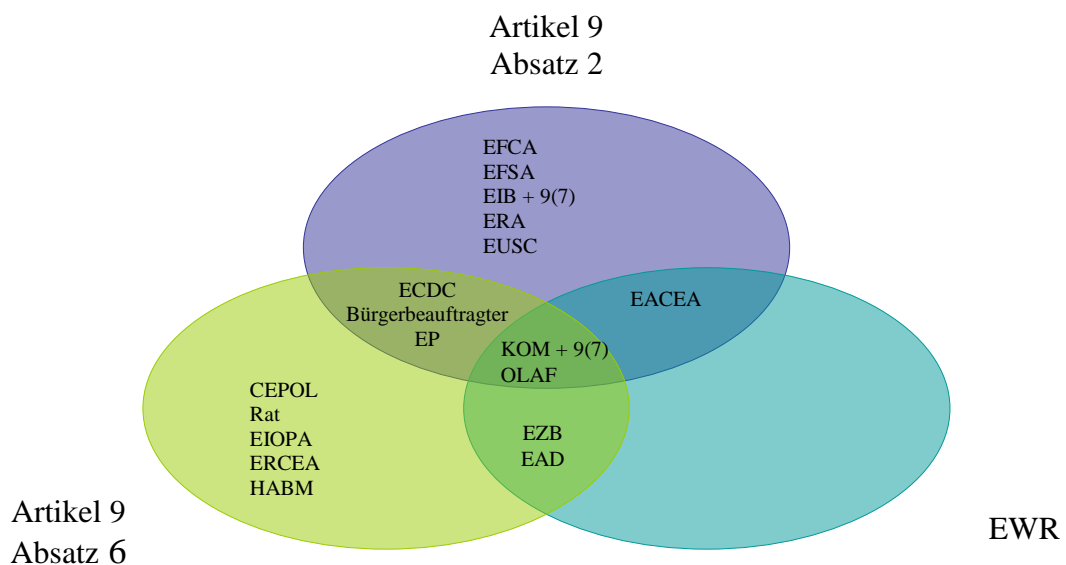 Artikel 9
Absatz 2
EFCA
EFSA
EIB + 9(7)
ERA
EUSC
ECDC
Bürgerbeauftragter
EP
EACEA
KOM + 9(7)
OLAF
CEPOL
Rat
EIOPA
ERCEA
HABM
EZB
EAD
Artikel 9
Absatz 6
EWR